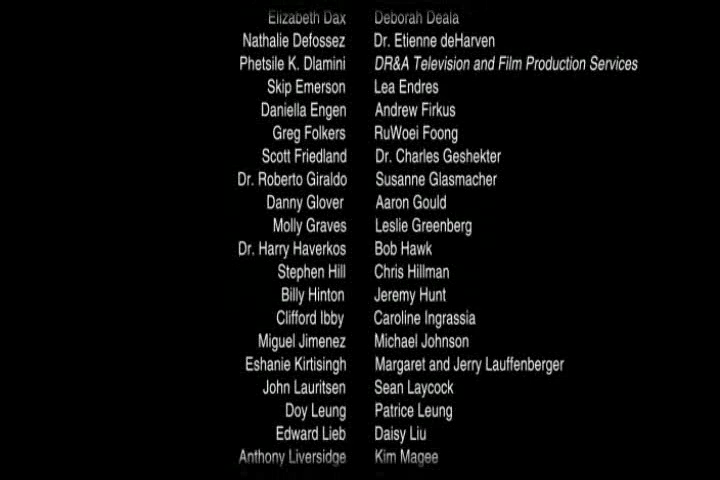 Elizabeth Dax Deborah Deala
Nathalie Defossez Dr. Etienne deHarven
Phetsile K. Dlamini DR&A Television and Film Production Services
Skip Emerson Lea Endres
Daniella Engen Andrew Firkus
Greg Folkers RuWoei Foong
Scott Friedland Dr. Charles Geshekter
Dr. Roberto Giraldo Susanne Glasmacher
Danny Glover Aaron Gould
Molly Graves Leslie Greenberg
Dr. Harry Haverkos Bob Hawk
Stephen Hill Chris Hillman
Billy Hinton Jeremy Hunt
Clifford Ibby Caroline Ingrassia
Miguel Jimenez Michael Johnson
Eshanie Kirtisingh Margaret and Jerry Lauffenberger
John Lauritsen Sean Laycock
Doy Leung Patrice Leung
Edward Lieb Daisy Liu
Anthony Liversidge Kim Magee